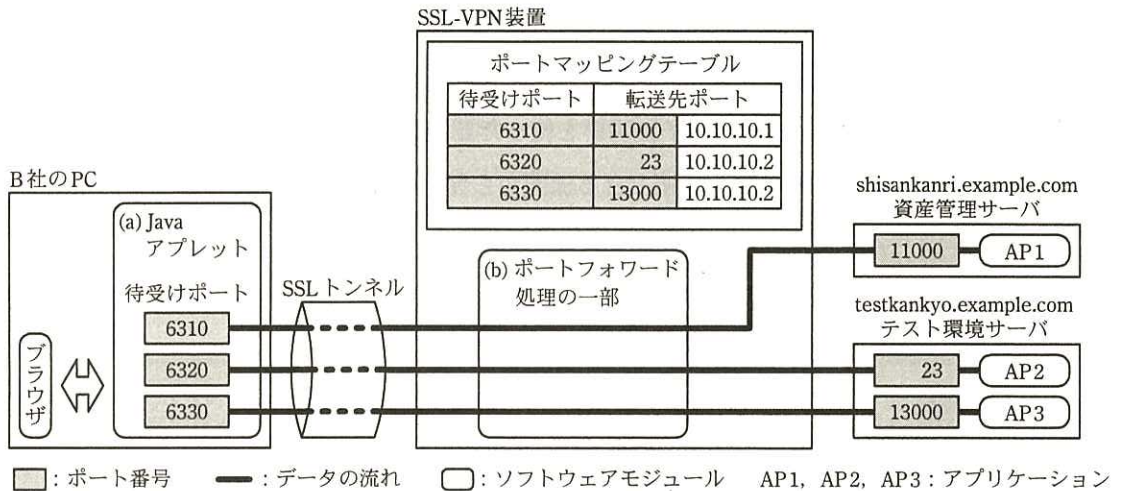 SSL-VPN装置
ポートマッピングテーブル
待受けポート 転送先ポート
6310 11000 10.10.10.1
6320 23 10.10.10.2
6330 13000 10.10.10.2
B社のPC
(a) Java
アプレット
待受けポート
6310
6320
6330
ブラウザ
SSLトンネル
(b) ポートフォワード
処理の一部
shisankanri.example.com
資産管理サーバ
11000 AP1
testkankyo.example.com
テスト環境サーバ
23 AP2
13000 AP3
:ポート番号 :データの流れ :ソフトウェアモジュール AP1, AP2, AP3:アプリケーション